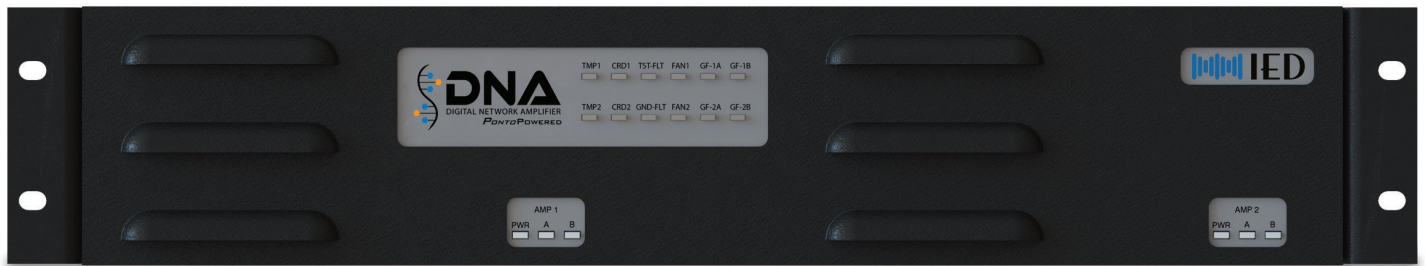 DNA
DIGITAL NETWORK AMPLIFIER
PONTOPOWERED
TMP1 CRD1 TST-FLT FAN1 GF-1A GF-1B
TMP2 CRD2 GND-FLT FAN2 GF-2A GF-2B
IED
AMP 1
PWR A B
AMP 2
PWR A B